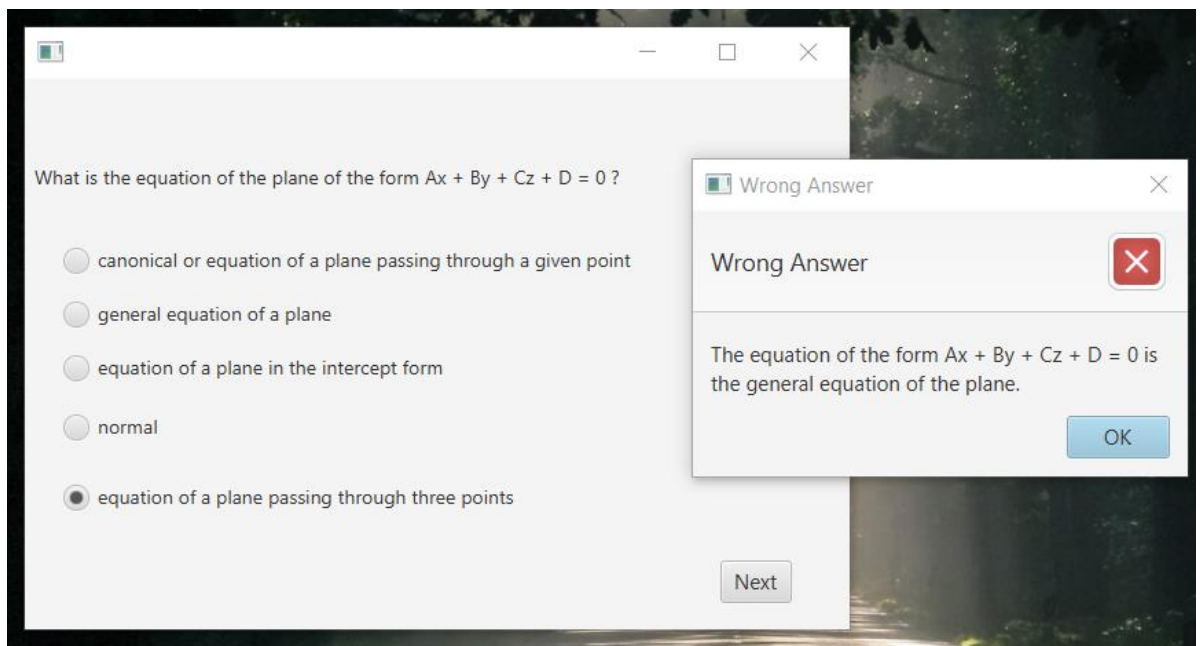 What is the equation of the plane of the form Ax + By + Cz + D = 0 ?
canonical or equation of a plane passing through a given point
general equation of a plane
equation of a plane in the intercept form
normal
equation of a plane passing through three points
Next
Wrong Answer
Wrong Answer
The equation of the form Ax + By + Cz + D = 0 is
the general equation of the plane.
OK